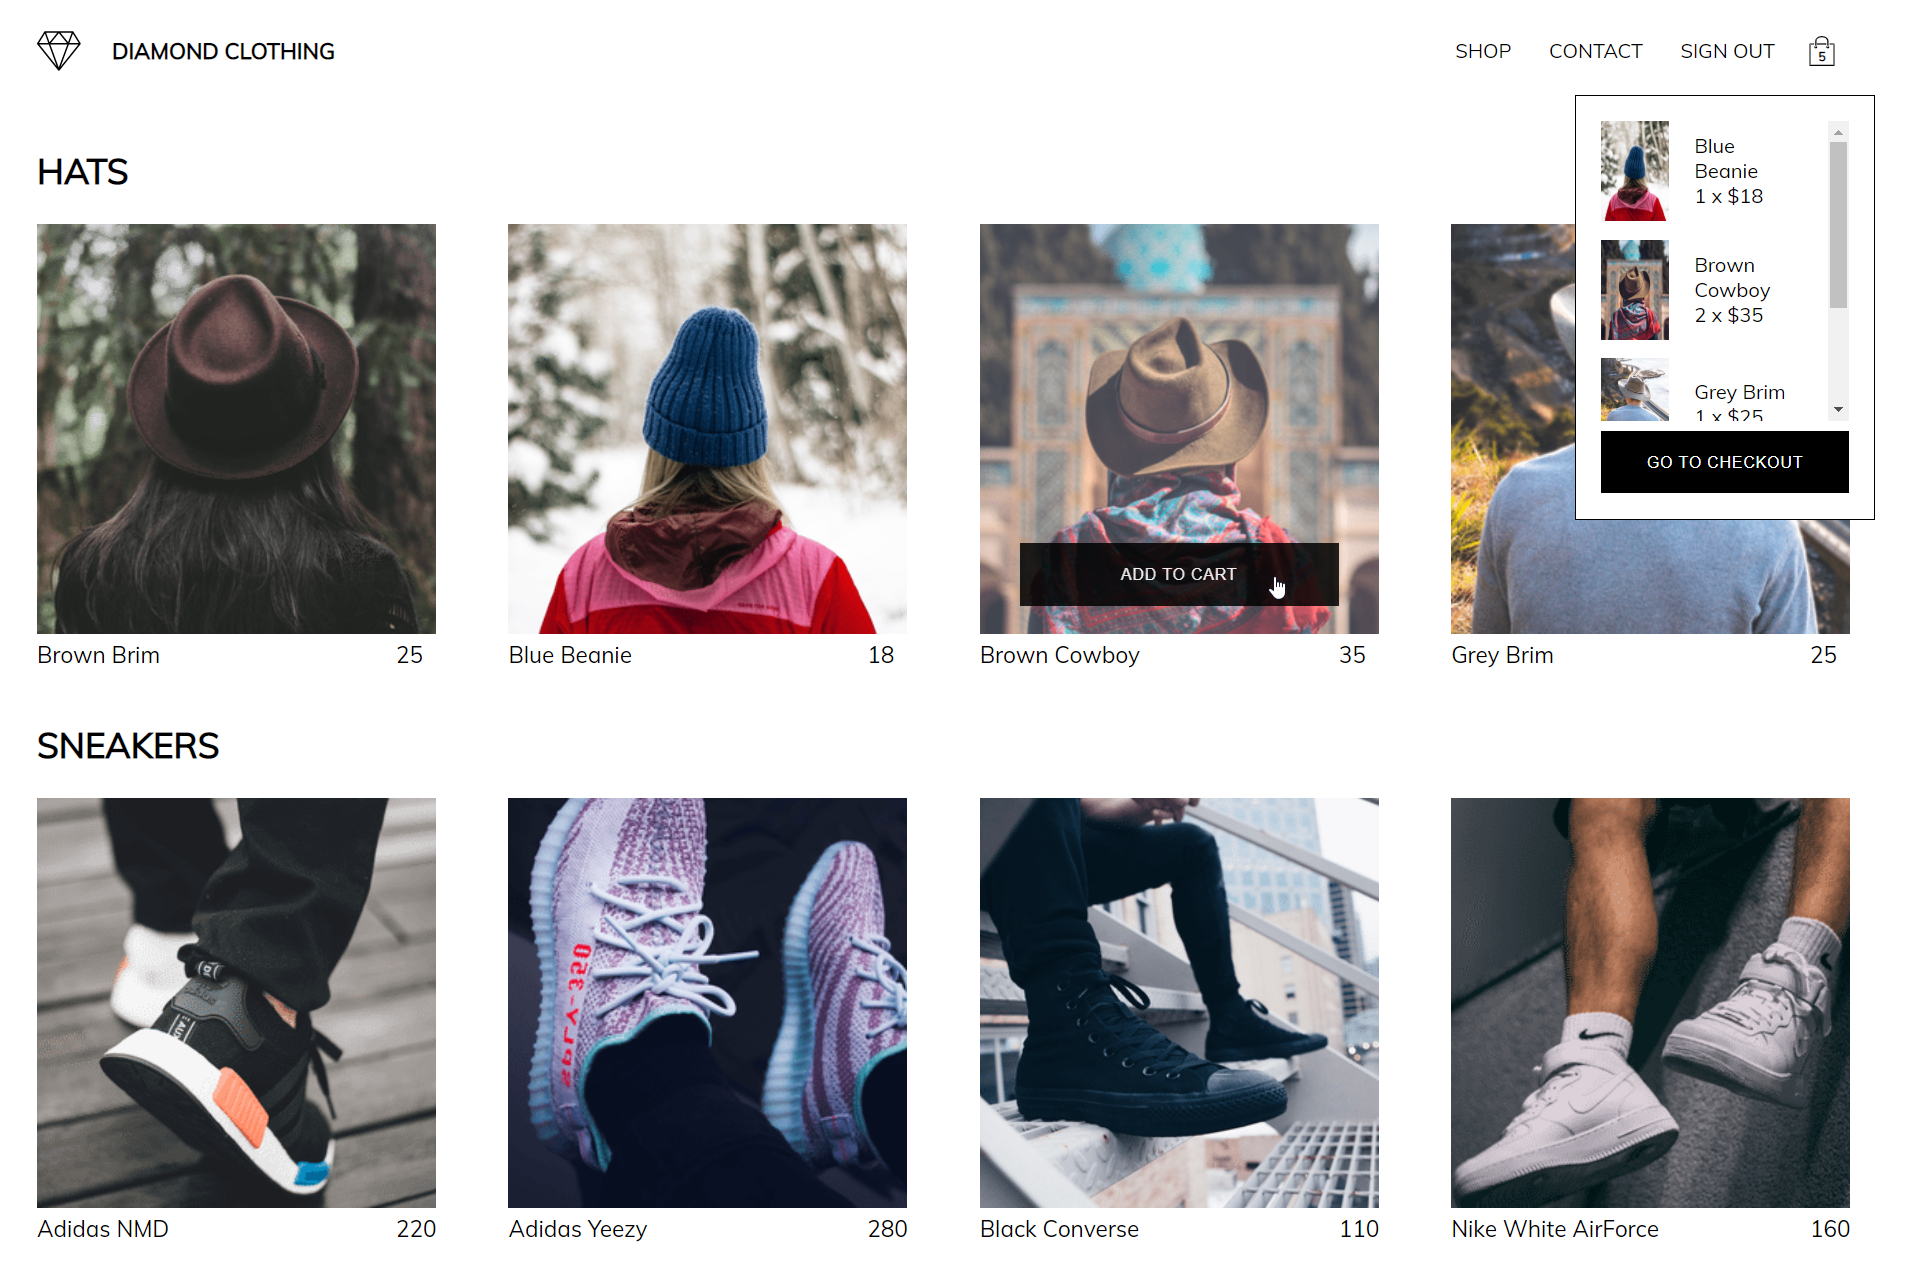 DIAMOND CLOTHING
SHOP
CONTACT
SIGN OUT
5
Blue
Beanie
1 x $18
Brown
Cowboy
2 x $35
Grey Brim
1 x $25
GO TO CHECKOUT
HATS
ADD TO CART
Brown Brim 25
Blue Beanie 18
Brown Cowboy 35
Grey Brim 25
SNEAKERS
Adidas NMD 220
Adidas Yeezy 280
Black Converse 110
Nike White AirForce 160